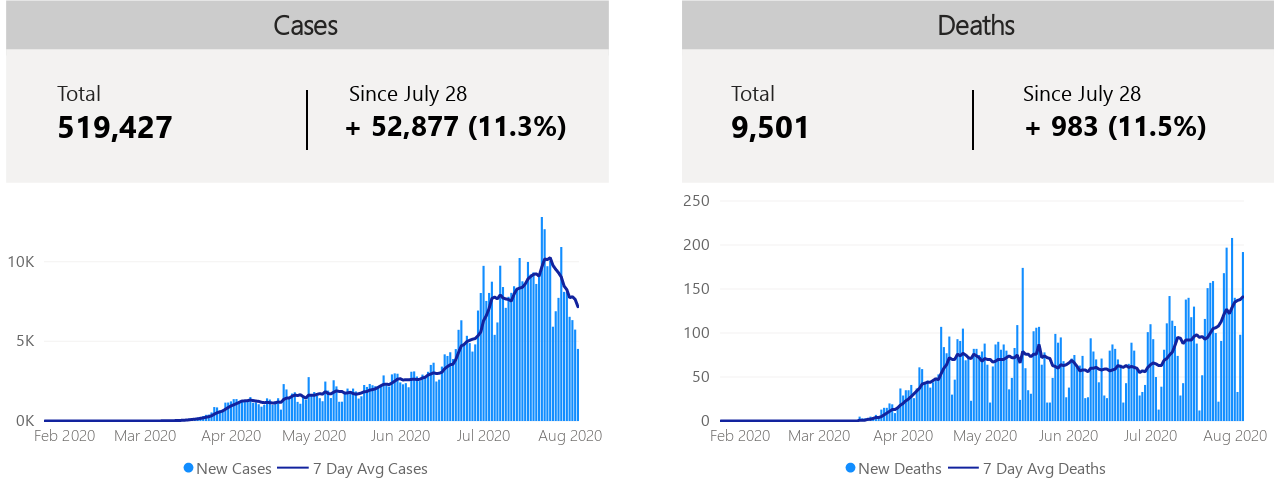 Cases
Total
519,427
Since July 28
+ 52,877 (11.3%)
10K
5K
0K
Feb 2020 Mar 2020 Apr 2020 May 2020 Jun 2020 Jul 2020 Aug 2020
New Cases 7 Day Avg Cases
Deaths
Total
9,501
Since July 28
+ 983 (11.5%)
250
200
150
100
50
0
Feb 2020 Mar 2020 Apr 2020 May 2020 Jun 2020 Jul 2020 Aug 2020
New Deaths 7 Day Avg Deaths